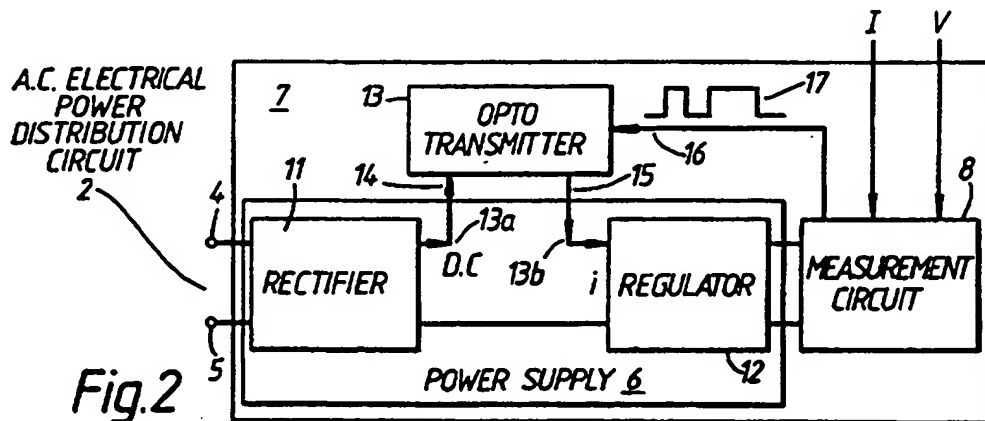 I V
A.C. ELECTRICAL
POWER
DISTRIBUTION
CIRCUIT
2
7
13
OPTO
TRANSMITTER
17
16
14
15
8
4
11
13a
D.C
13b
i
RECTIFIER
REGULATOR
MEASUREMENT
CIRCUIT
5
12
POWER SUPPLY 6
Fig.2